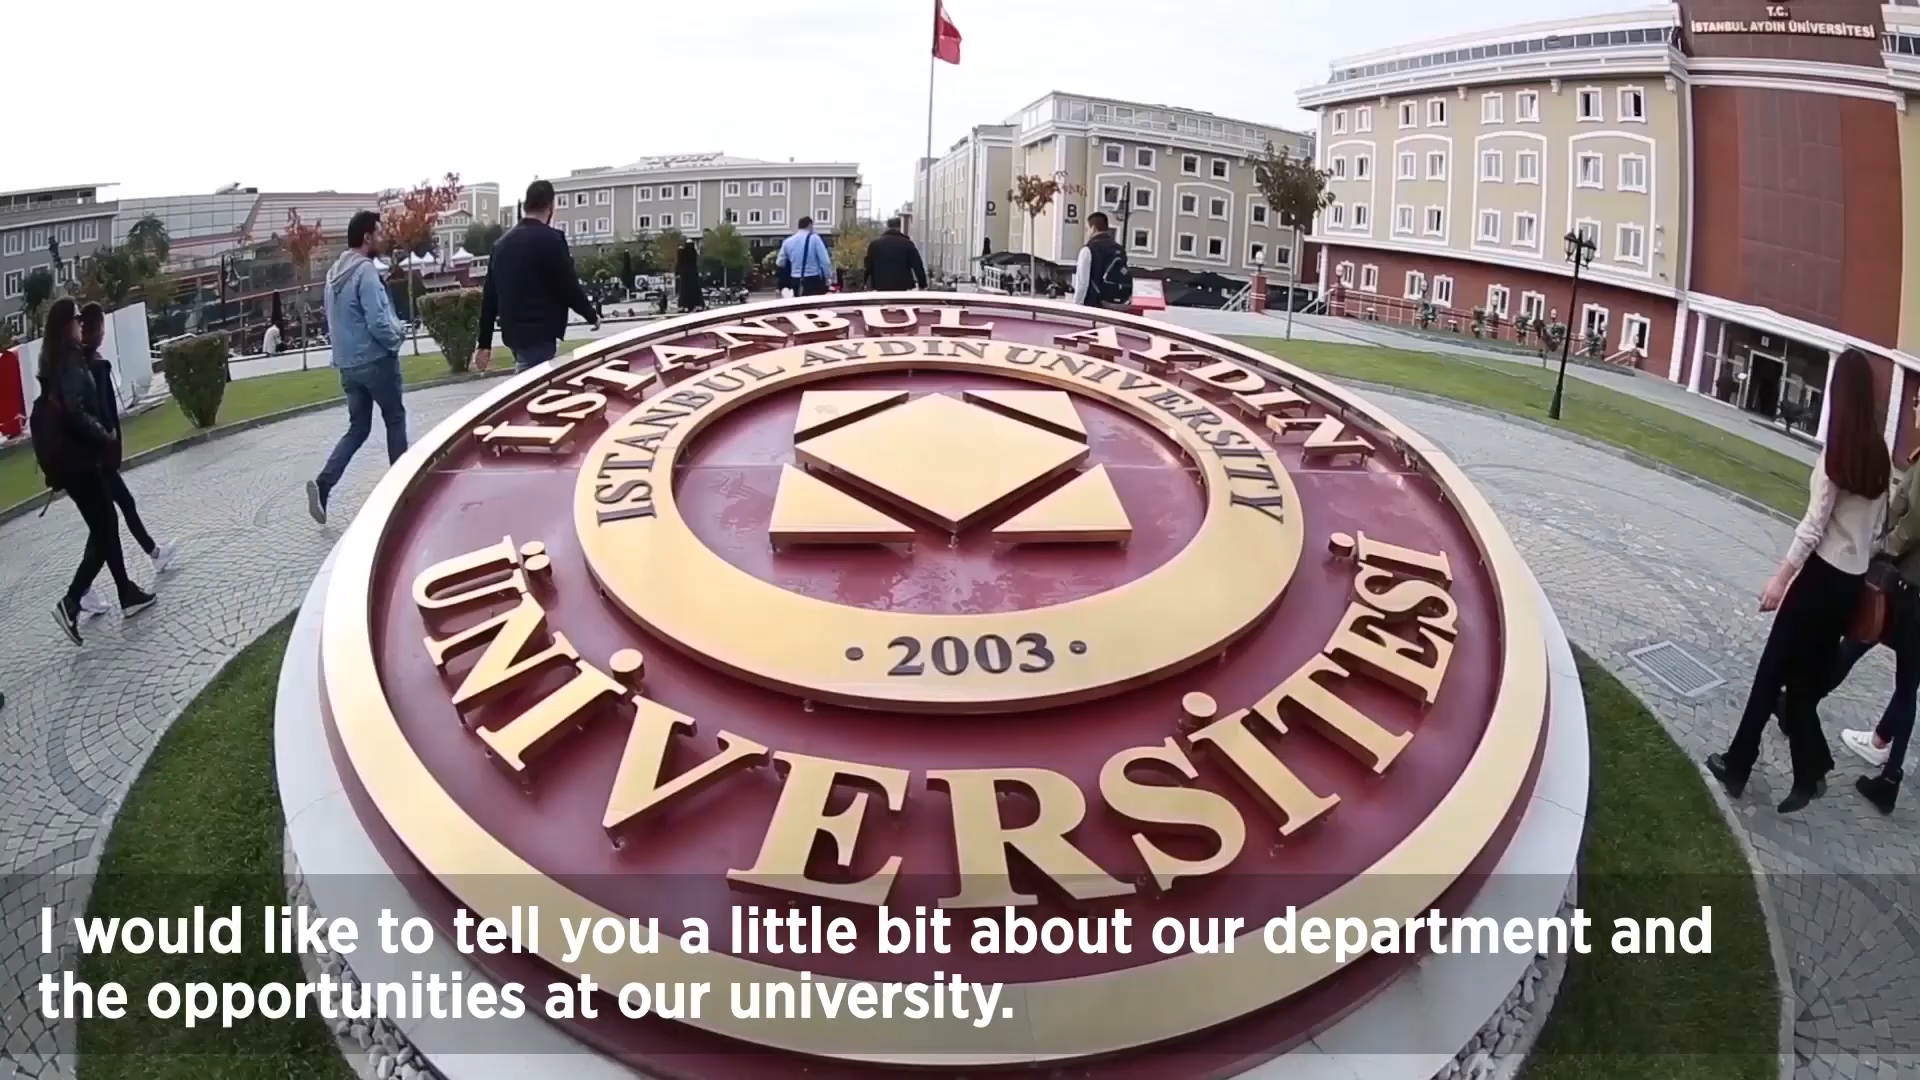 T.C.
İSTANBUL AYDIN ÜNİVERSİTESİ
D
B
İSTANBUL AYDIN
ISTANBUL AYDIN UNIVERSITY
• 2003 •
ÜNİVERSİTESİ
I would like to tell you a little bit about our department and
the opportunities at our university.